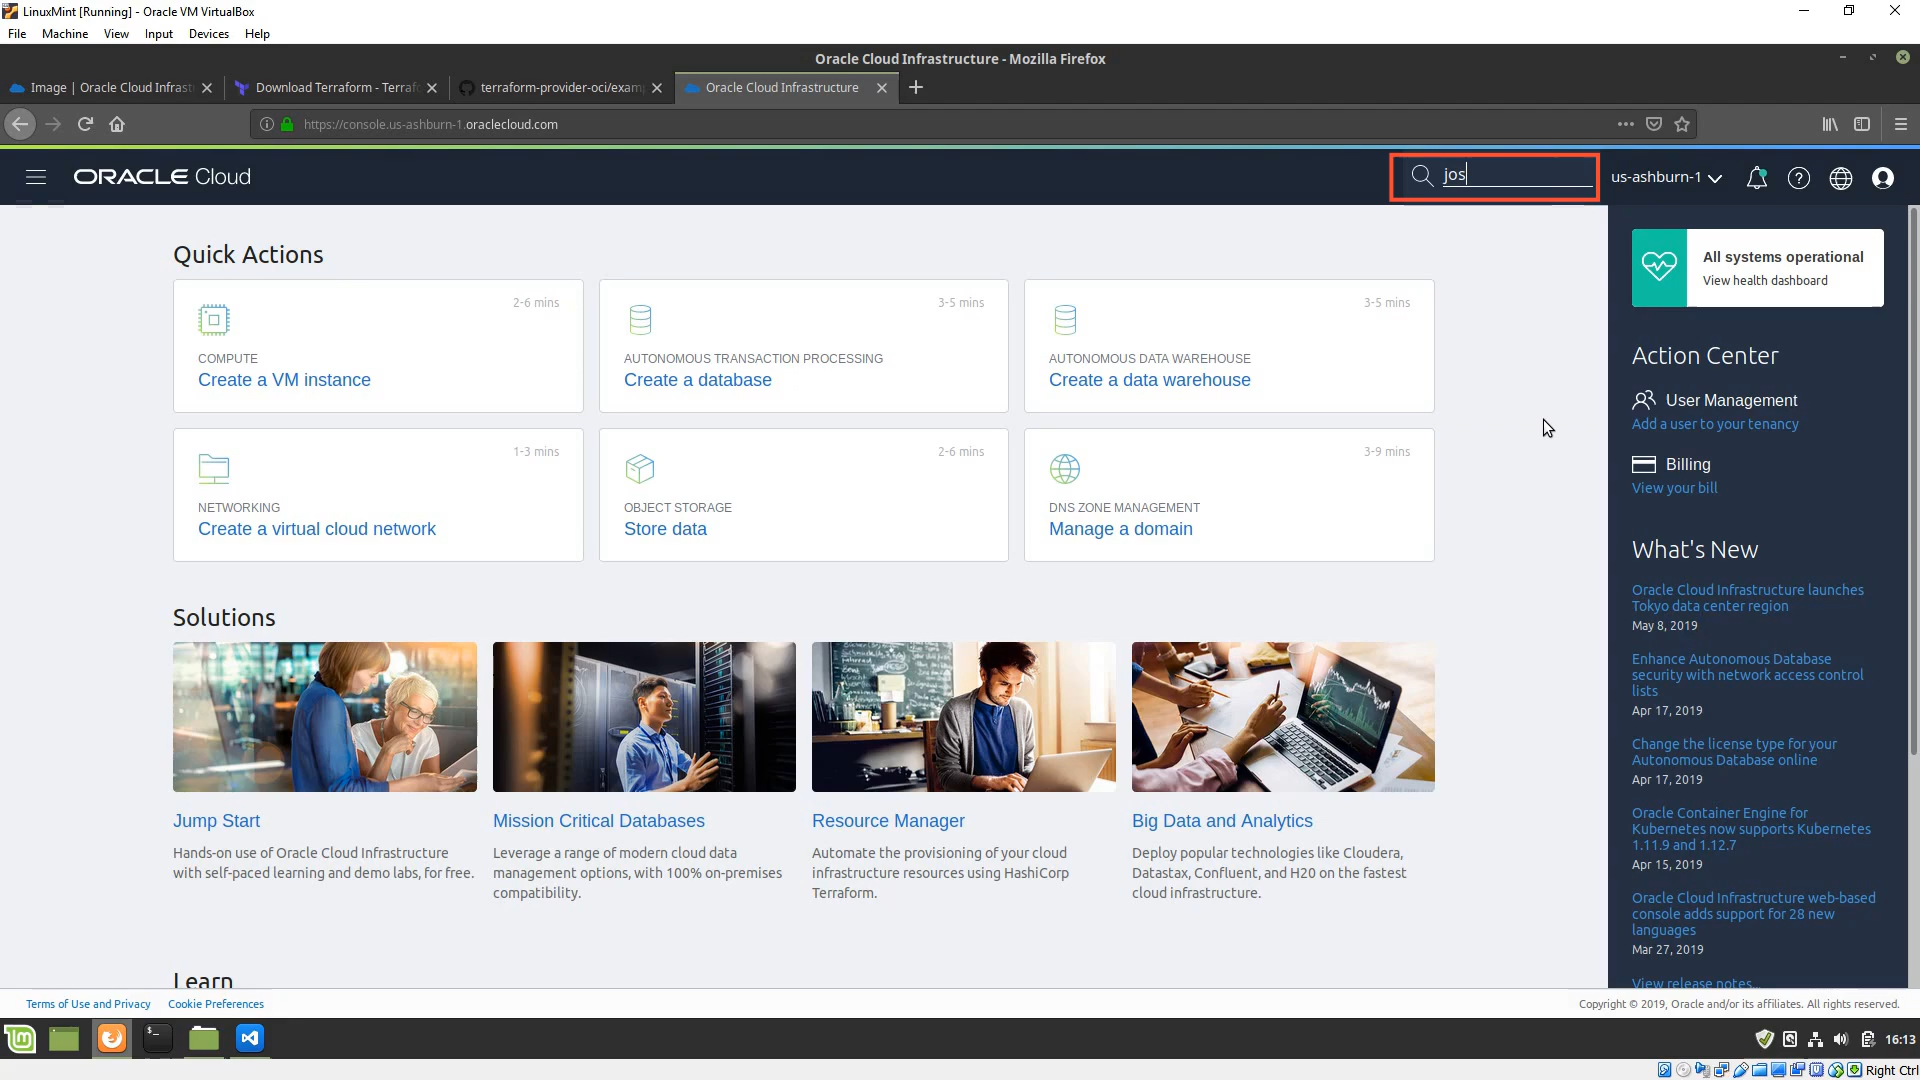 LinuxMint [Running] - Oracle VM VirtualBox
File Machine View Input Devices Help
Oracle Cloud Infrastructure - Mozilla Firefox
Image | Oracle Cloud Infrast
Download Terraform - Terraf
terraform-provider-oci/exam
Oracle Cloud Infrastructure
https://console.us-ashburn-1.oraclecloud.com
ORACLE Cloud
jos
us-ashburn-1
Quick Actions
2-6 mins
COMPUTE
Create a VM instance
3-5 mins
AUTONOMOUS TRANSACTION PROCESSING
Create a database
3-5 mins
AUTONOMOUS DATA WAREHOUSE
Create a data warehouse
1-3 mins
NETWORKING
Create a virtual cloud network
2-6 mins
OBJECT STORAGE
Store data
3-9 mins
DNS ZONE MANAGEMENT
Manage a domain
Solutions
Jump Start
Hands-on use of Oracle Cloud Infrastructure
with self-paced learning and demo labs, for free.
Mission Critical Databases
Leverage a range of modern cloud data
management options, with 100% on-premises
compatibility.
Resource Manager
Automate the provisioning of your cloud
infrastructure resources using HashiCorp
Terraform.
Big Data and Analytics
Deploy popular technologies like Cloudera,
Datastax, Confluent, and H20 on the fastest
cloud infrastructure.
Learn
All systems operational
View health dashboard
Action Center
User Management
Add a user to your tenancy
Billing
View your bill
What's New
Oracle Cloud Infrastructure launches
Tokyo data center region
May 8, 2019
Enhance Autonomous Database
security with network access control
lists
Apr 17, 2019
Change the license type for your
Autonomous Database online
Apr 17, 2019
Oracle Container Engine for
Kubernetes now supports Kubernetes
1.11.9 and 1.12.7
Apr 15, 2019
Oracle Cloud Infrastructure web-based
console adds support for 28 new
languages
Mar 27, 2019
View release notes...
Terms of Use and Privacy Cookie Preferences
Copyright © 2019, Oracle and/or its affiliates. All rights reserved.
16:13
Right Ctrl